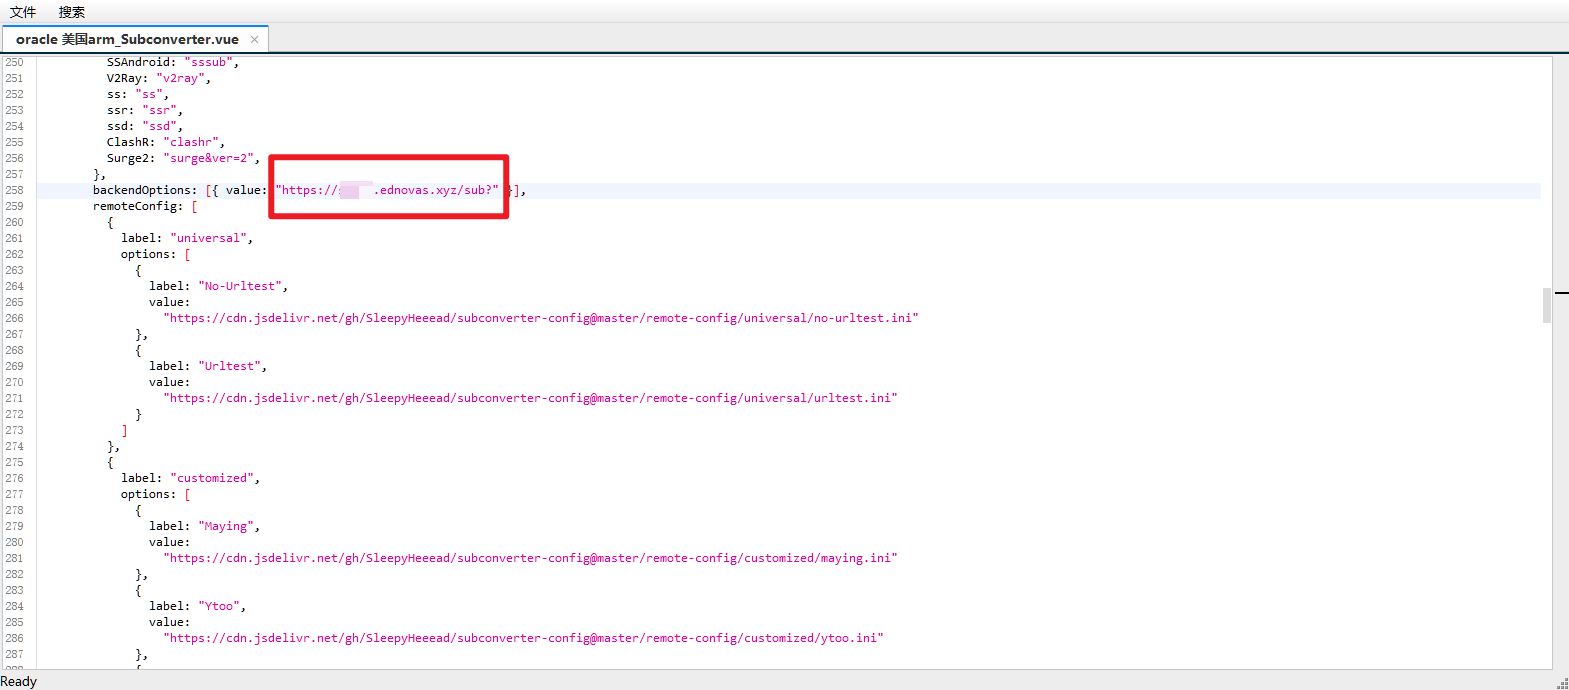 文件 搜索
oracle 美国arm_Subconverter.vue ×
250 SSAndroid: "sssub",
251 V2Ray: "v2ray",
252 ss: "ss",
253 ssr: "ssr",
254 ssd: "ssd",
255 ClashR: "clashr",
256 Surge2: "surge&ver=2",
257 },
258 backendOptions: [{ value: "https:// .ednovas.xyz/sub?" }],
259 remoteConfig: [
260 {
261 label: "universal",
262 options: [
263 {
264 label: "No-Urltest",
265 value:
266 "https://cdn.jsdelivr.net/gh/SleepyHeeead/subconverter-config@master/remote-config/universal/no-urltest.ini"
267 },
268 {
269 label: "Urltest",
270 value:
271 "https://cdn.jsdelivr.net/gh/SleepyHeeead/subconverter-config@master/remote-config/universal/urltest.ini"
272 }
273 ]
274 },
275 {
276 label: "customized",
277 options: [
278 {
279 label: "Maying",
280 value:
281 "https://cdn.jsdelivr.net/gh/SleepyHeeead/subconverter-config@master/remote-config/customized/maying.ini"
282 },
283 {
284 label: "Ytoo",
285 value:
286 "https://cdn.jsdelivr.net/gh/SleepyHeeead/subconverter-config@master/remote-config/customized/ytoo.ini"
287 },
Ready